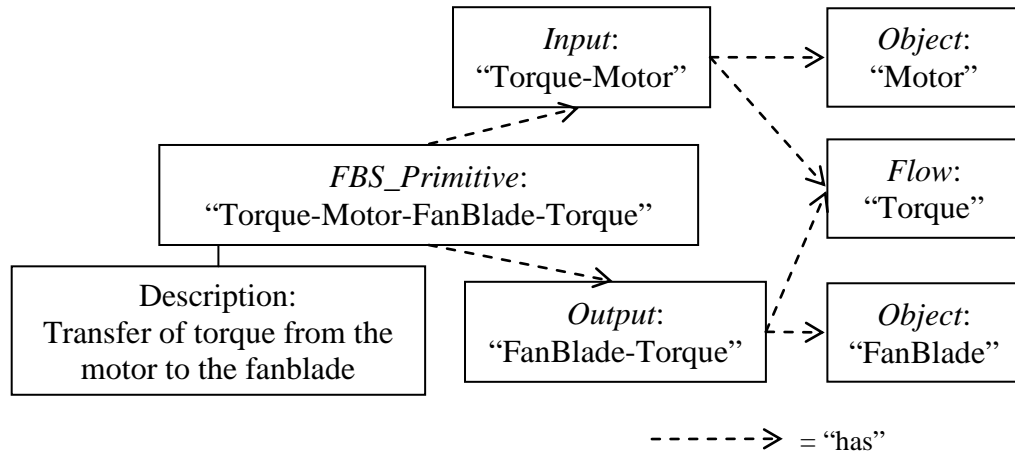 Input:
“Torque-Motor”
Object:
“Motor”
FBS_Primitive:
“Torque-Motor-FanBlade-Torque”
Flow:
“Torque”
Description:
Transfer of torque from the
motor to the fanblade
Output:
“FanBlade-Torque”
Object:
“FanBlade”
= “has”